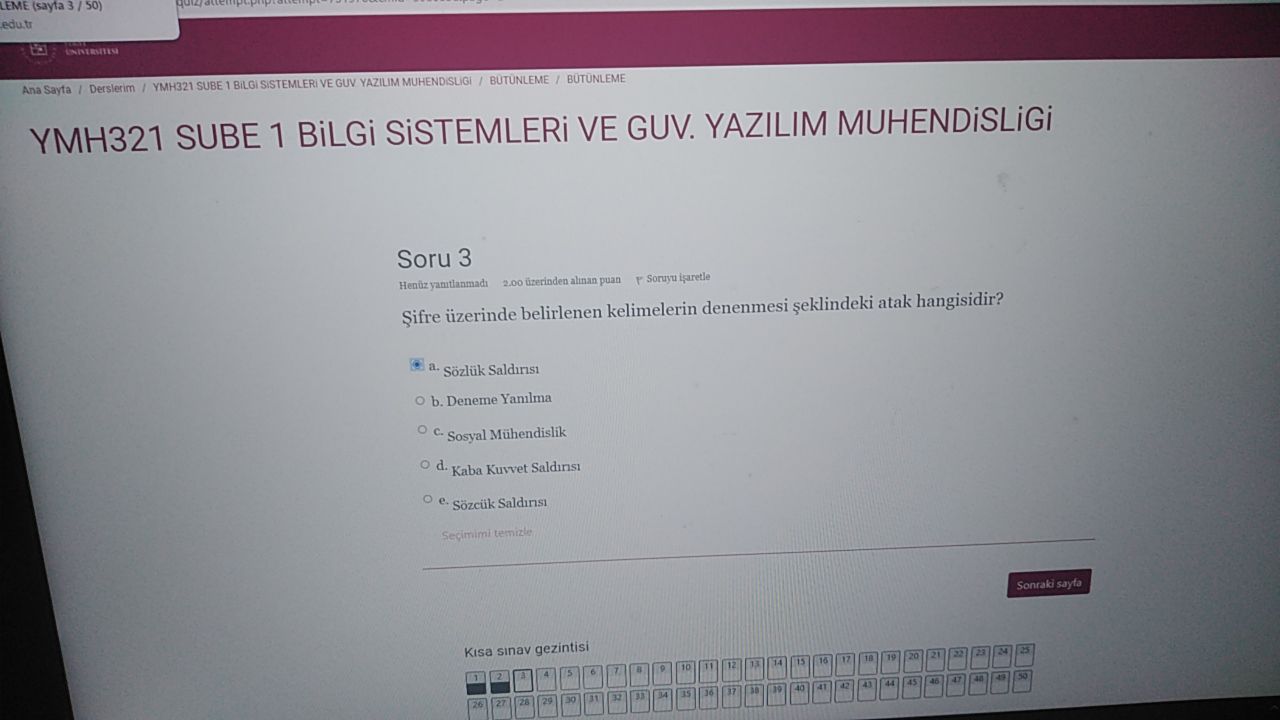 LEME (sayfa 3 / 50)
.edu.tr
ÜNİVERSİTESİ
Ana Sayfa / Derslerim / YMH321 SUBE 1 BiLGi SiSTEMLERi VE GUV. YAZILIM MUHENDiSLiGi / BÜTÜNLEME / BÜTÜNLEME
YMH321 SUBE 1 BiLGi SiSTEMLERi VE GUV. YAZILIM MUHENDiSLiGi
Soru 3
Henüz yanıtlanmadı 2.00 üzerinden alınan puan Soruyu işaretle
Şifre üzerinde belirlenen kelimelerin denenmesi şeklindeki atak hangisidir?
a. Sözlük Saldırısı
b. Deneme Yanılma
c. Sosyal Mühendislik
d. Kaba Kuvvet Saldırısı
e. Sözcük Saldırısı
Seçimimi temizle
Sonraki sayfa
Kısa sınav gezintisi
1 2 3 4 5 6 7 8 9 10 11 12 13 14 15 16 17 18 19 20 21 22 23 24 25
26 27 28 29 30 31 32 33 34 35 36 37 38 39 40 41 42 43 44 45 46 47 48 49 50